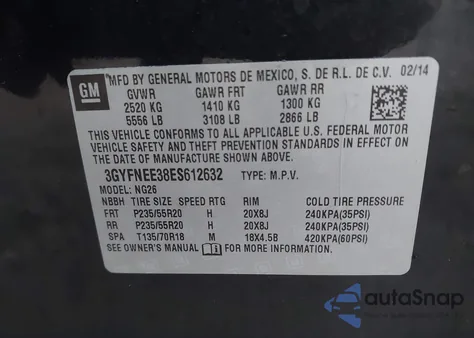 GM MFD BY GENERAL MOTORS DE MEXICO, S. DE R.L. DE C.V. 02/14
GVWR GAWR FRT GAWR RR
2520 KG 1410 KG 1300 KG
5556 LB 3108 LB 2866 LB
THIS VEHICLE CONFORMS TO ALL APPLICABLE U.S. FEDERAL MOTOR
VEHICLE SAFETY AND THEFT PREVENTION STANDARDS IN EFFECT ON
THE DATE OF MANUFACTURE SHOWN ABOVE.
3GYFNEE38ES612632 TYPE: M.P.V.
MODEL: NG26
NBBH TIRE SIZE SPEED RTG RIM COLD TIRE PRESSURE
FRT P235/55R20 H 20X8J 240KPA(35PSI)
RR P235/55R20 H 20X8J 240KPA(35PSI)
SPA T135/70R18 M 18X4.5B 420KPA(60PSI)
SEE OWNER'S MANUAL FOR MORE INFORMATION.
autoSnap